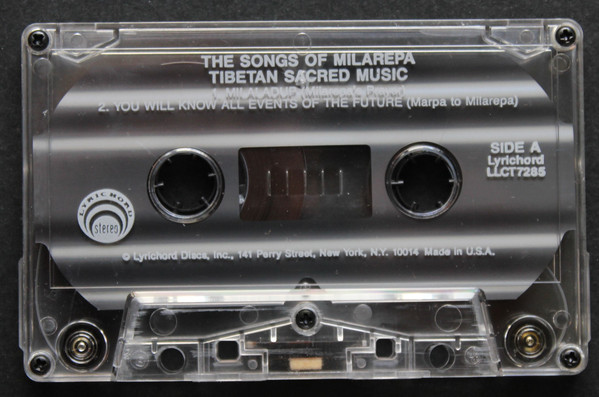 THE SONGS OF MILAREPA
TIBETAN SACRED MUSIC
1. MILALADUP (Milarepa's Prayer)
2. YOU WILL KNOW ALL EVENTS OF THE FUTURE (Marpa to Milarepa)
SIDE A
Lyrichord
LLCT7285
LYRICHORD
stereo
© Lyrichord Discs, Inc., 141 Perry Street, New York, N.Y. 10014 Made in U.S.A.